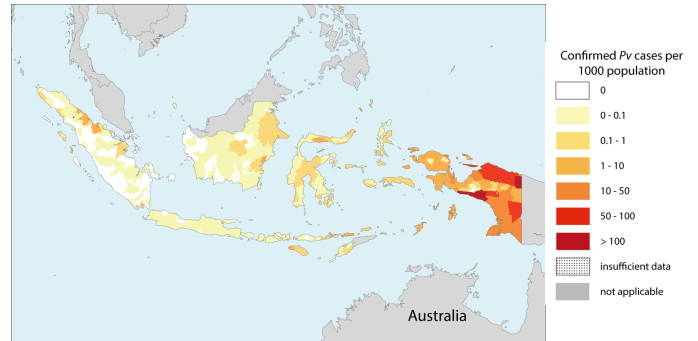 Confirmed Pv cases per
1000 population
0
0 - 0.1
0.1 - 1
1 - 10
10 - 50
50 - 100
> 100
insufficient data
not applicable
Australia